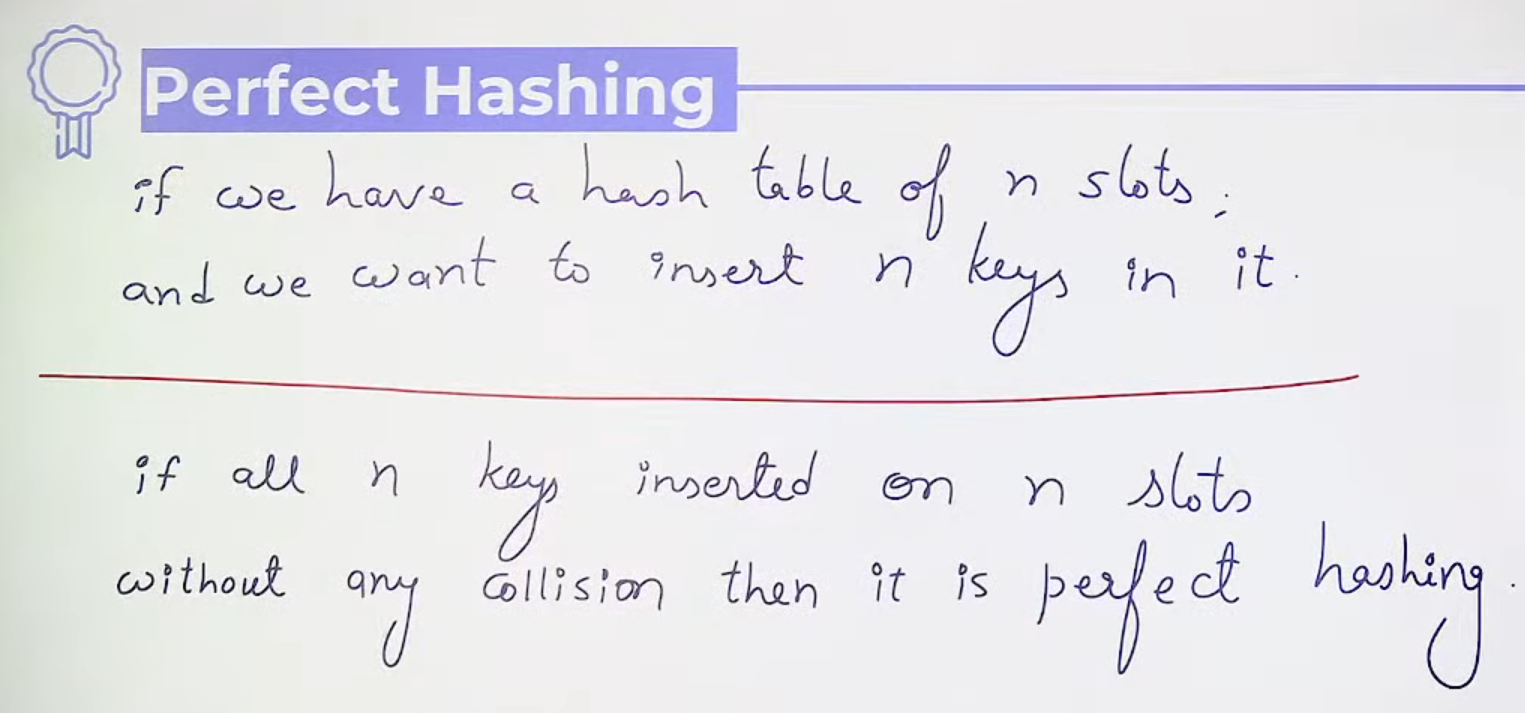 Perfect Hashing
if we have a hash table of n slots,
and we want to insert n keys in it.
if all n keys inserted on n slots
without any collision then it is perfect hashing.